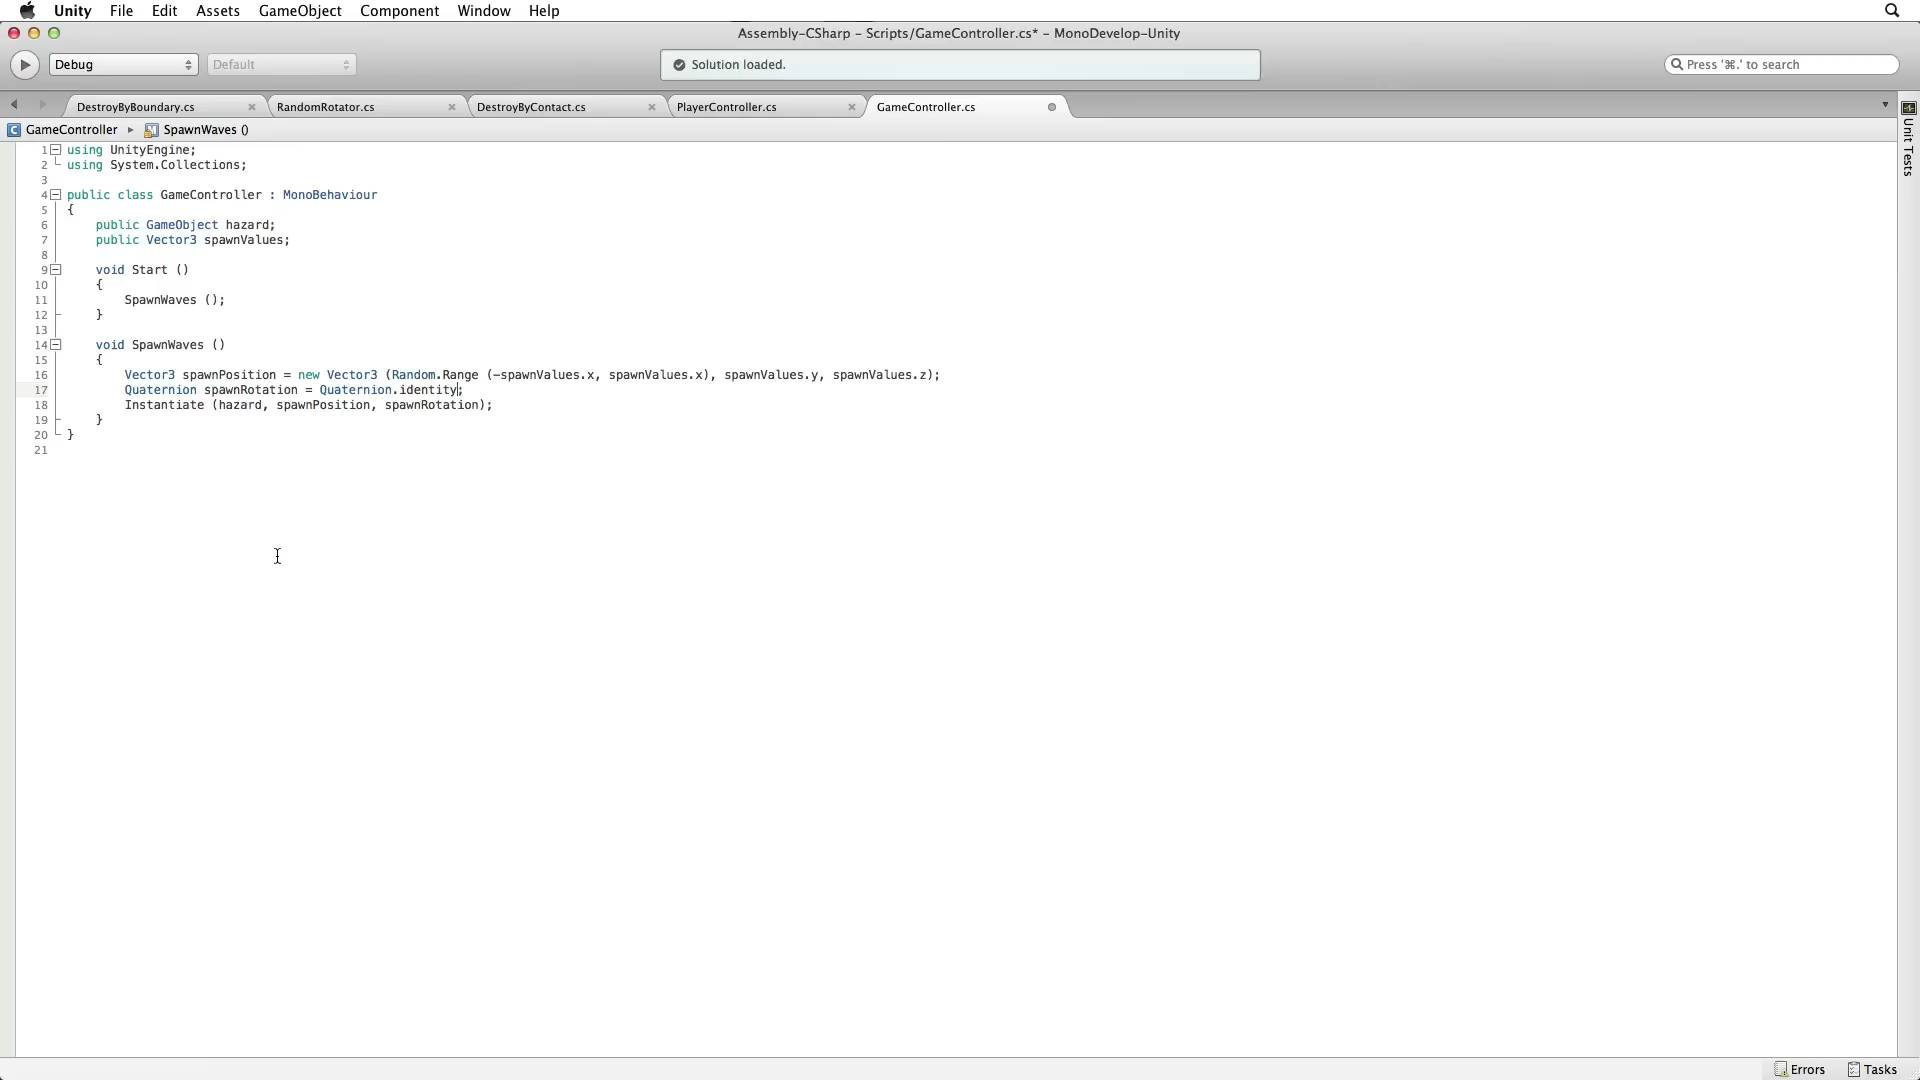 Unity File Edit Assets GameObject Component Window Help
Assembly-CSharp – Scripts/GameController.cs* – MonoDevelop-Unity
Debug Default Solution loaded. Press '⌘.' to search
DestroyByBoundary.cs RandomRotator.cs DestroyByContact.cs PlayerController.cs GameController.cs
GameController SpawnWaves ()
Unit Tests
1 using UnityEngine;
2 using System.Collections;
3
4 public class GameController : MonoBehaviour
5 {
6 public GameObject hazard;
7 public Vector3 spawnValues;
8
9 void Start ()
10 {
11 SpawnWaves ();
12 }
13
14 void SpawnWaves ()
15 {
16 Vector3 spawnPosition = new Vector3 (Random.Range (-spawnValues.x, spawnValues.x), spawnValues.y, spawnValues.z);
17 Quaternion spawnRotation = Quaternion.identity;
18 Instantiate (hazard, spawnPosition, spawnRotation);
19 }
20 }
21
Errors Tasks